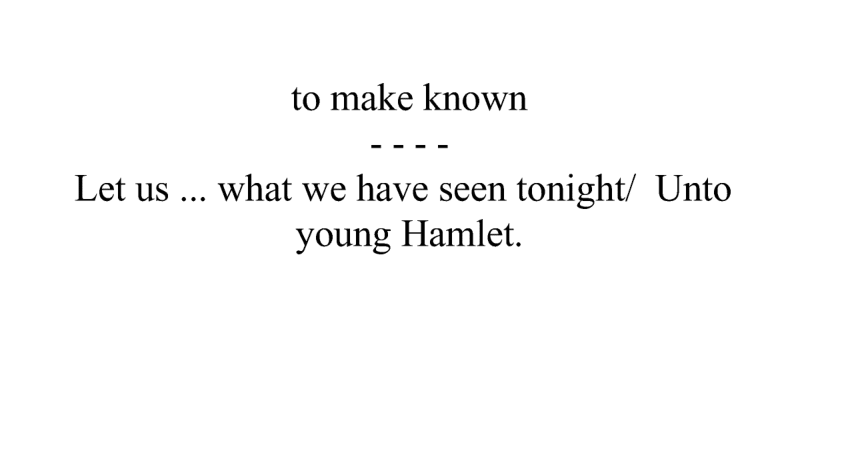 to make known
- - - -
Let us ... what we have seen tonight/  Unto
young Hamlet.